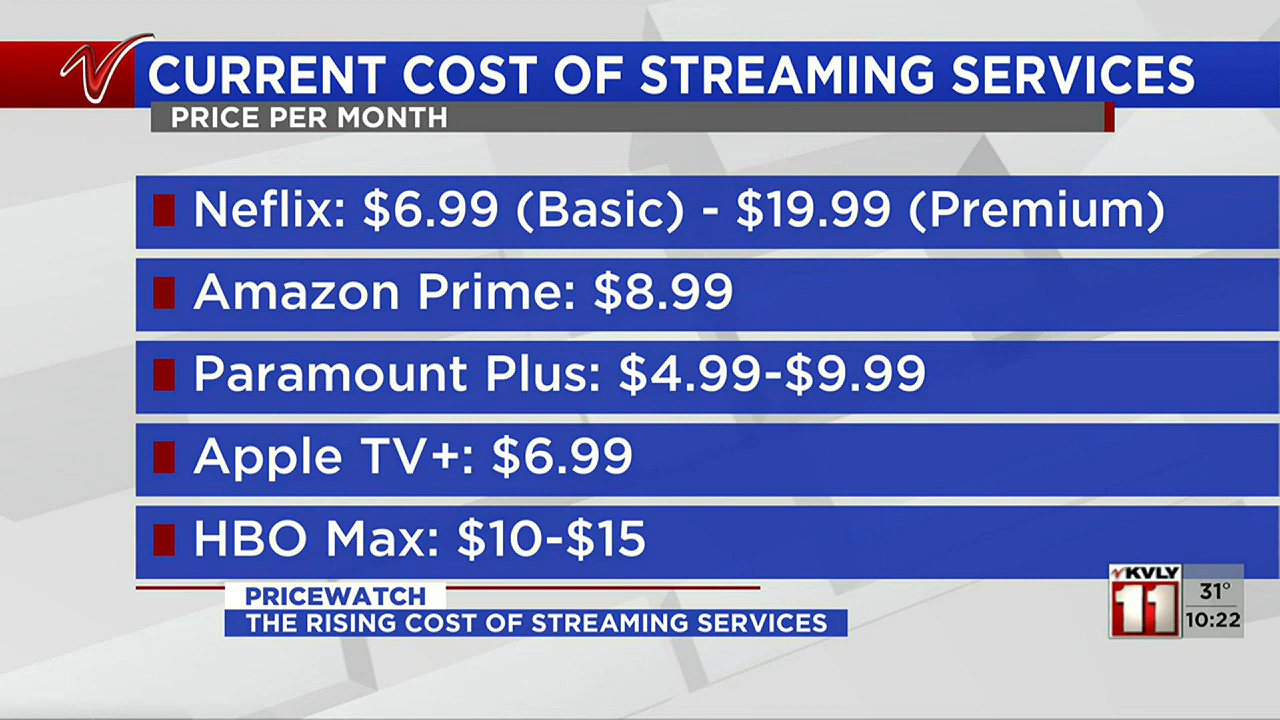 CURRENT COST OF STREAMING SERVICES
PRICE PER MONTH
Neflix: $6.99 (Basic) - $19.99 (Premium)
Amazon Prime: $8.99
Paramount Plus: $4.99-$9.99
Apple TV+: $6.99
HBO Max: $10-$15
PRICEWATCH
THE RISING COST OF STREAMING SERVICES
KVLY
11
31°
10:22